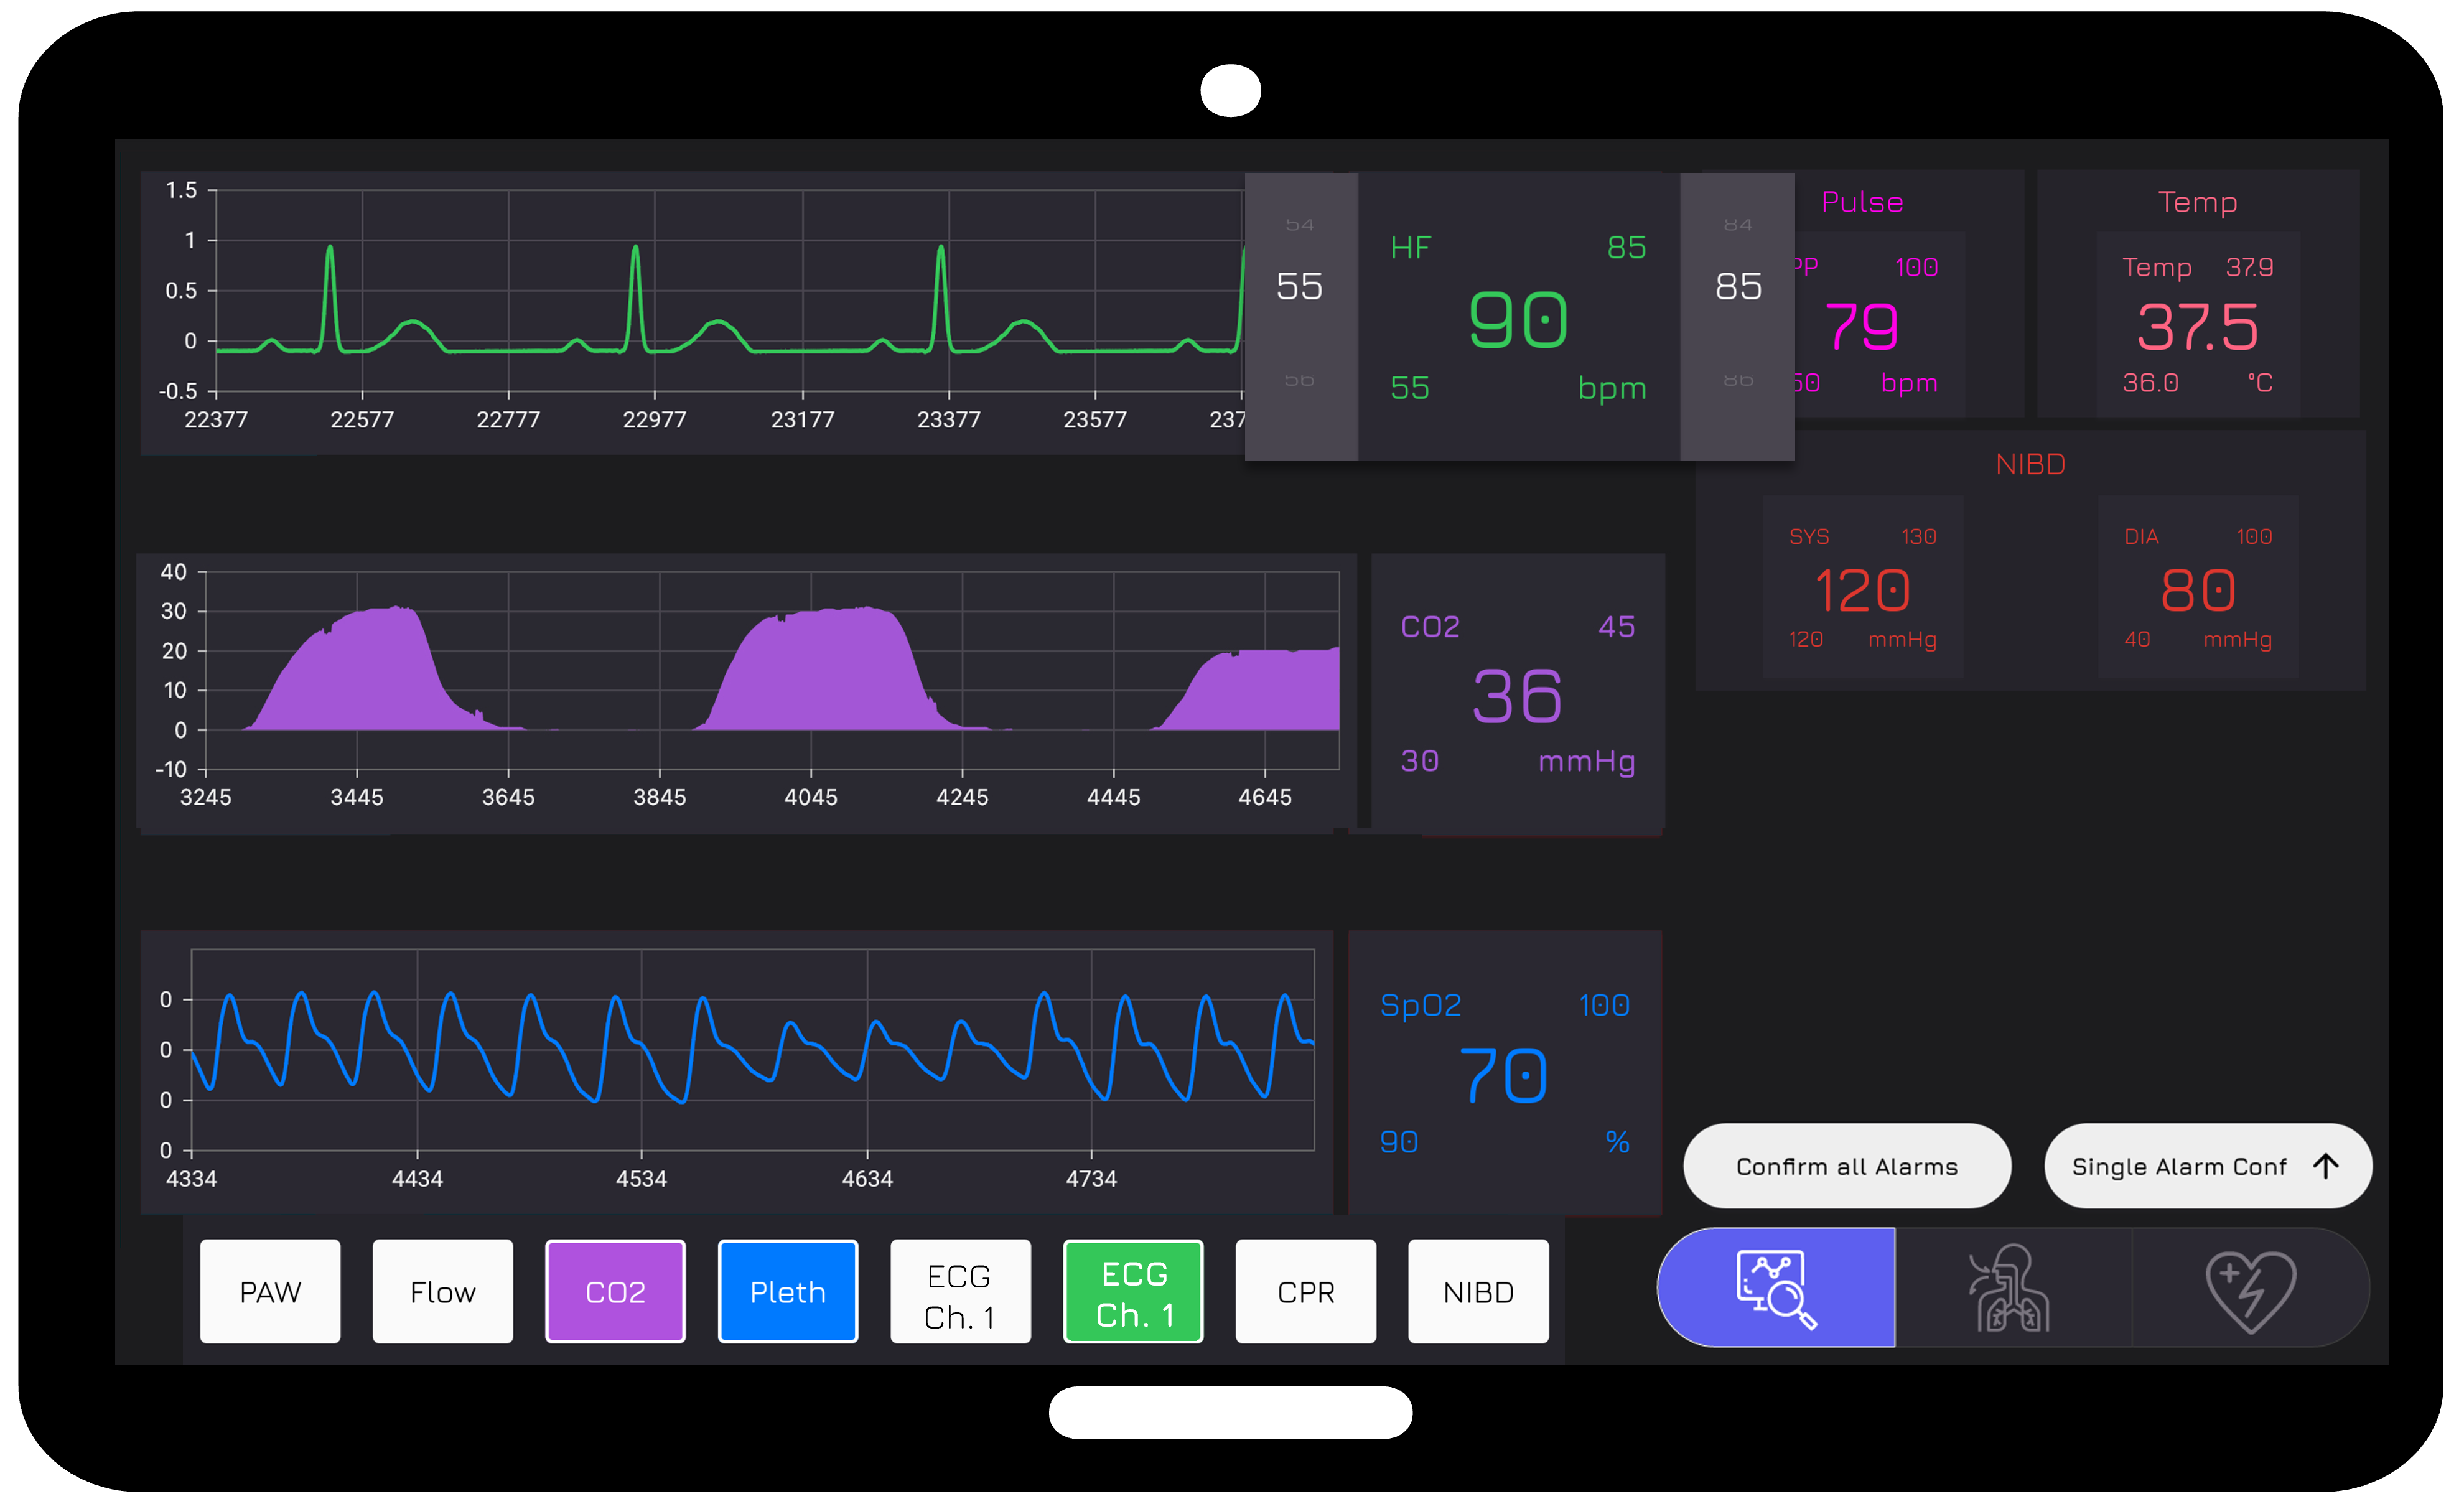 1.5
1
0.5
0
-0.5
22377 22577 22777 22977 23177 23377 23577 237
54
55
56
HF 85
90
55 bpm
84
85
86
Pulse
PP 100
79
50 bpm
Temp
Temp 37.9
37.5
36.0 °C
NIBD
SYS 130
120
120 mmHg
DIA 100
80
40 mmHg
40
30
20
10
0
-10
3245 3445 3645 3845 4045 4245 4445 4645
CO2 45
36
30 mmHg
0
0
0
0
4334 4434 4534 4634 4734
SpO2 100
70
90 %
Confirm all Alarms
Single Alarm Conf
PAW
Flow
CO2
Pleth
ECG
Ch. 1
ECG
Ch. 1
CPR
NIBD